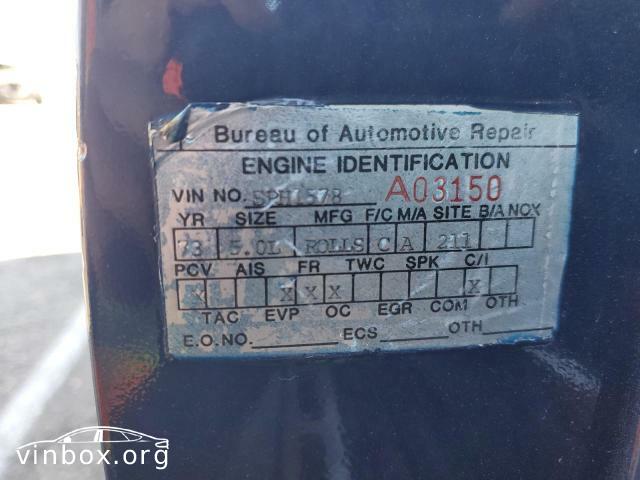 Bureau of Automotive Repair
ENGINE IDENTIFICATION
VIN NO. SPH1578 A03150
YR SIZE MFG F/C M/A SITE B/A NOX
73 5.0L ROLLS C A 211
PCV AIS FR TWC SPK C/I
X X X X X
TAC EVP OC EGR COM OTH
E.O.NO. ECS OTH
vinbox.org